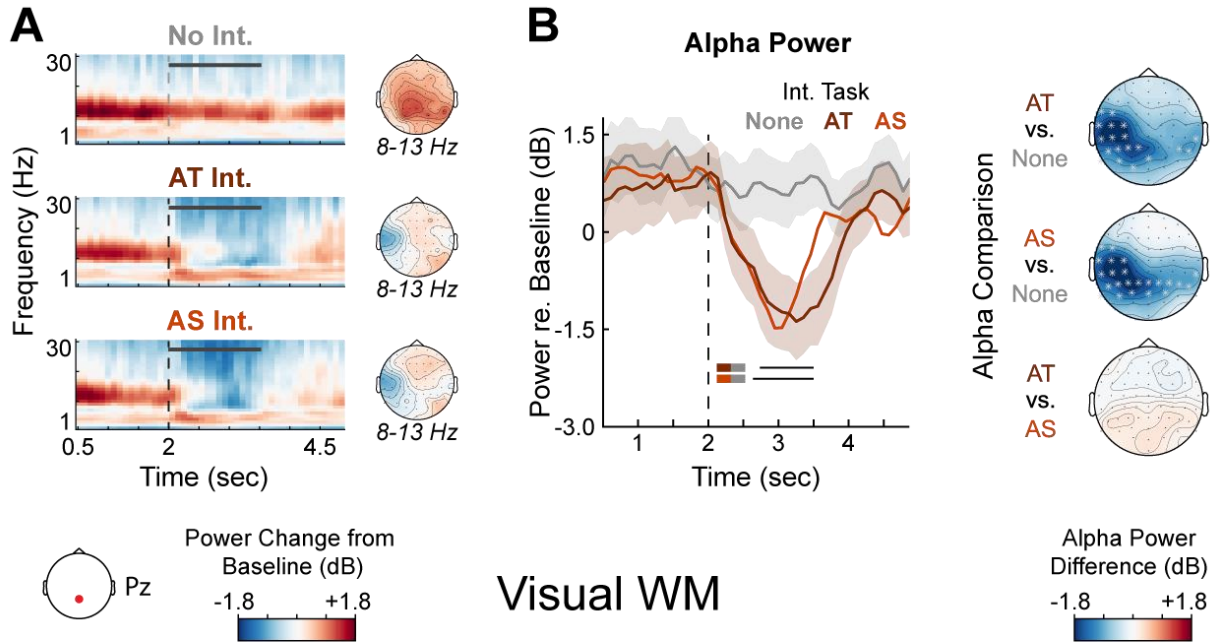 A
No Int.
30
1
8-13 Hz
AT Int.
30
1
8-13 Hz
AS Int.
30
1
8-13 Hz
0.5 2 4.5
Time (sec)
Frequency (Hz)
B
Alpha Power
Int. Task
None AT AS
1.5
0
-1.5
-3.0
1 2 3 4
Time (sec)
Power re. Baseline (dB)
Alpha Comparison
AT
vs.
None
AS
vs.
None
AT
vs.
AS
Pz
Power Change from
Baseline (dB)
-1.8 +1.8
Visual WM
Alpha Power
Difference (dB)
-1.8 +1.8